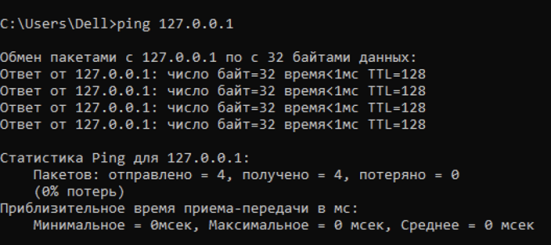 C:\Users\Dell>ping 127.0.0.1
Обмен пакетами с 127.0.0.1 по с 32 байтами данных:
Ответ от 127.0.0.1: число байт=32 время<1мс TTL=128
Ответ от 127.0.0.1: число байт=32 время<1мс TTL=128
Ответ от 127.0.0.1: число байт=32 время<1мс TTL=128
Ответ от 127.0.0.1: число байт=32 время<1мс TTL=128
Статистика Ping для 127.0.0.1:
Пакетов: отправлено = 4, получено = 4, потеряно = 0
(0% потерь)
Приблизительное время приема-передачи в мс:
Минимальное = 0мсек, Максимальное = 0 мсек, Среднее = 0 мсек